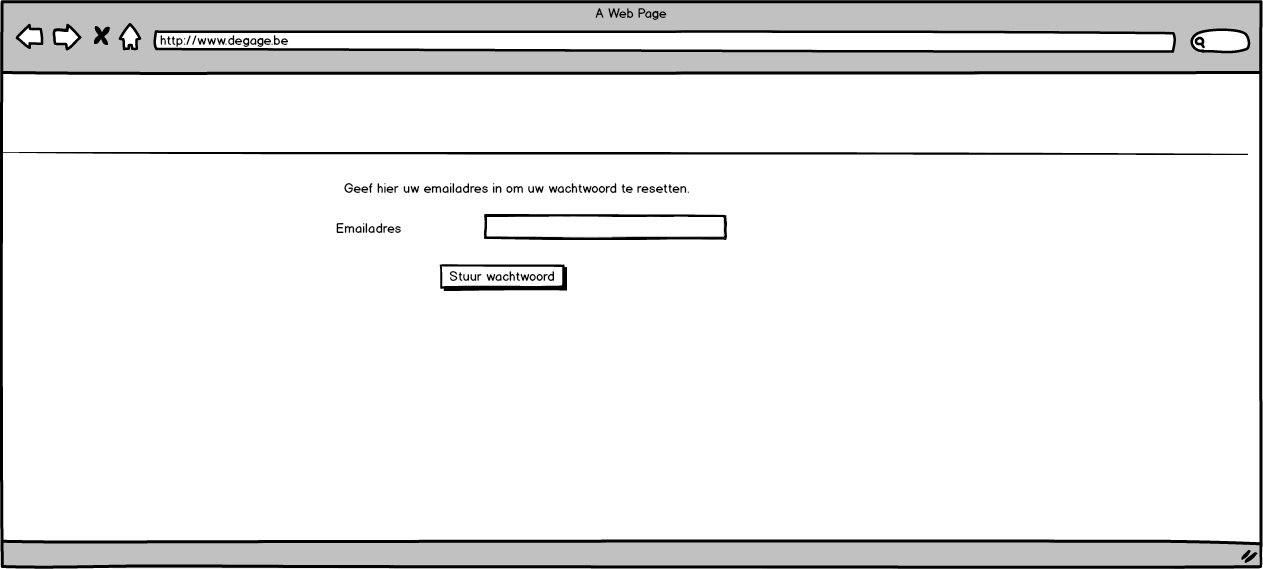 A Web Page
http://www.degage.be
Geef hier uw emailadres in om uw wachtwoord te resetten.
Emailadres
Stuur wachtwoord